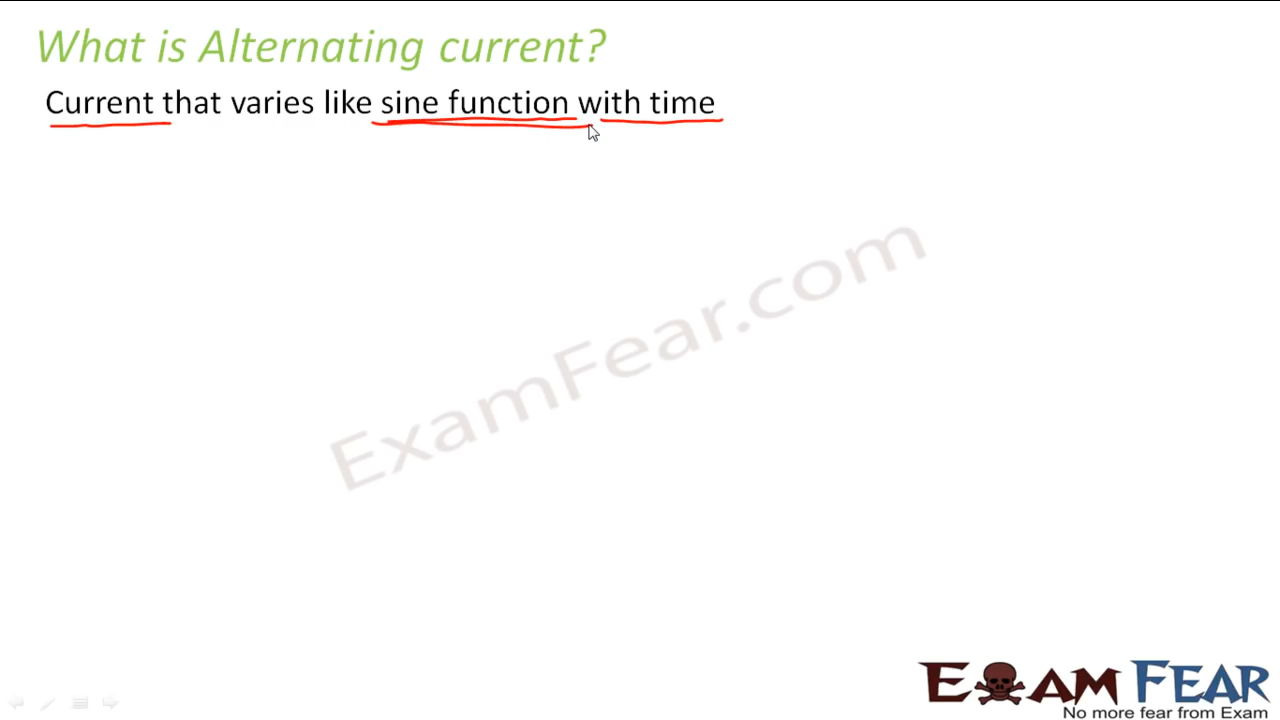 What is Alternating current?
Current that varies like sine function with time
ExamFear.com
EXAM FEAR
No more fear from Exam